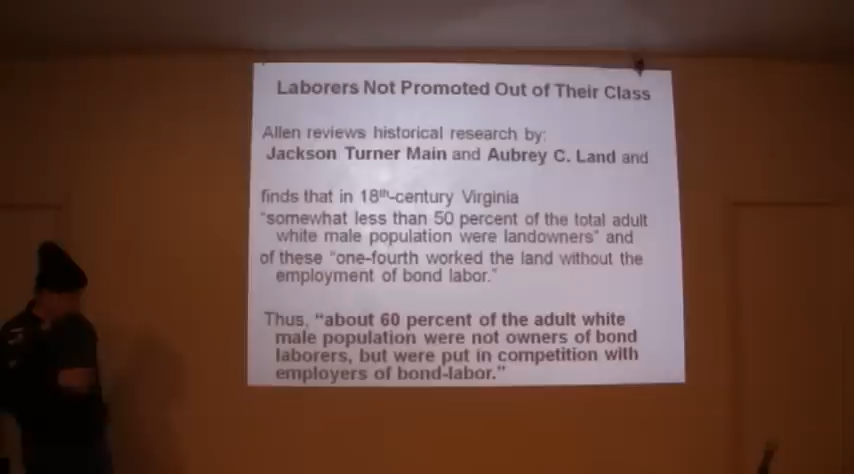 Laborers Not Promoted Out of Their Class
Allen reviews historical research by:
Jackson Turner Main and Aubrey C. Land and
finds that in 18th-century Virginia
"somewhat less than 50 percent of the total adult
white male population were landowners" and
of these "one-fourth worked the land without the
employment of bond labor."
Thus, "about 60 percent of the adult white
male population were not owners of bond
laborers, but were put in competition with
employers of bond-labor."